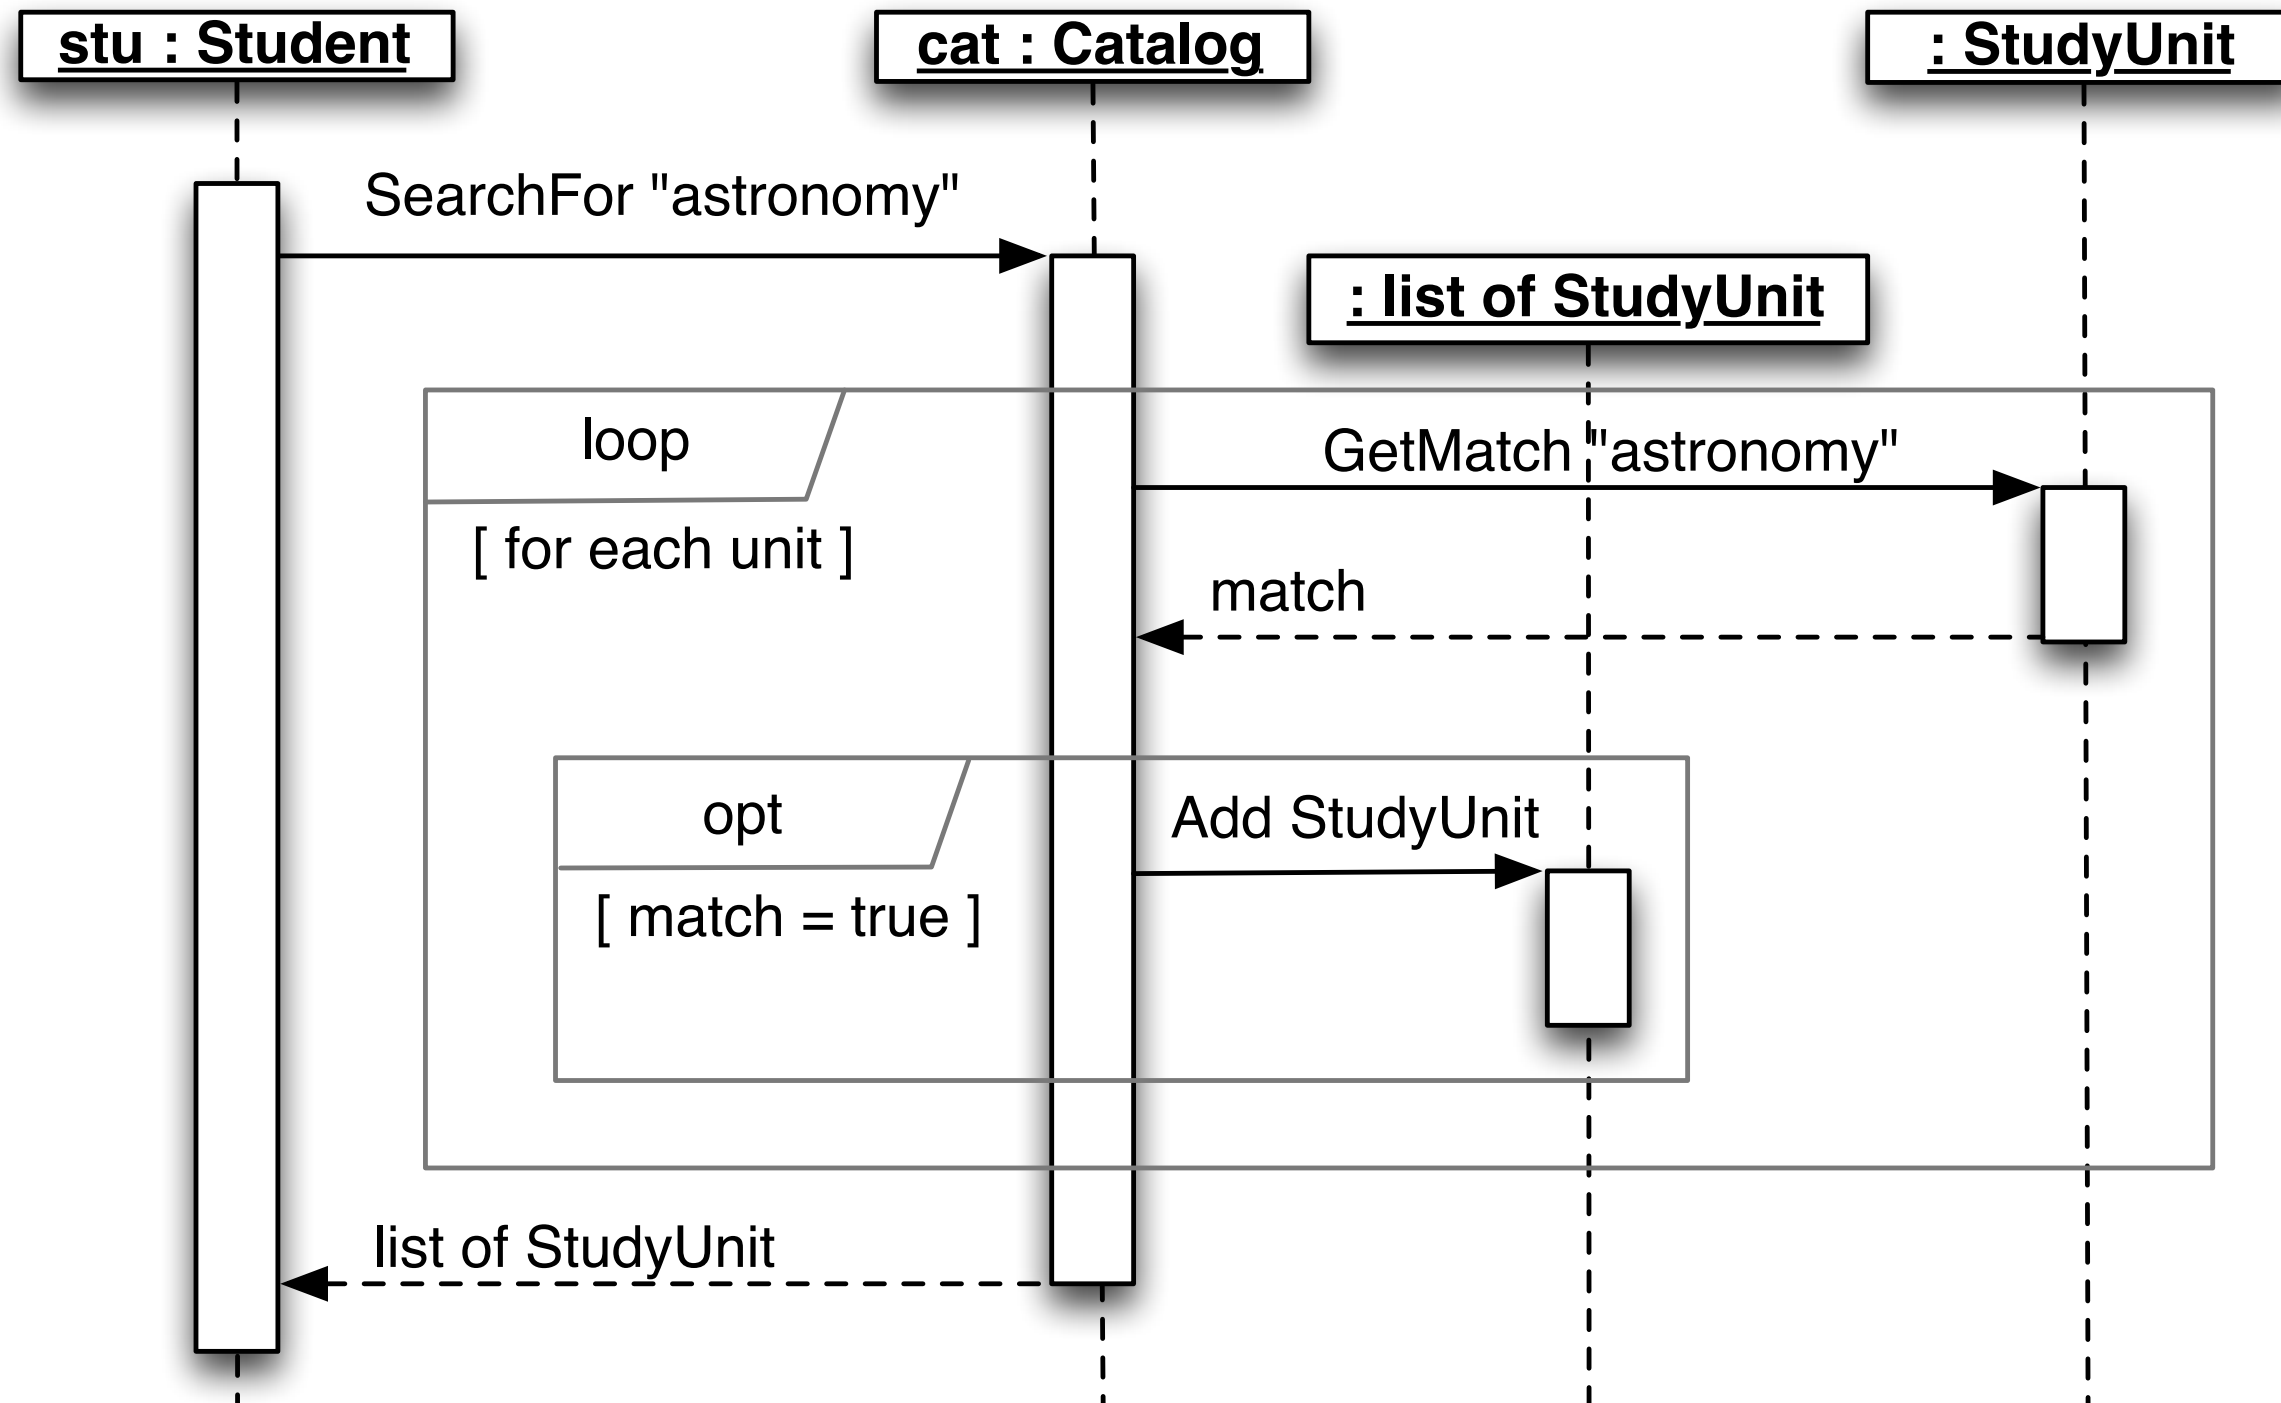 stu : Student
cat : Catalog
: StudyUnit
SearchFor "astronomy"
: list of StudyUnit
loop
GetMatch "astronomy"
[ for each unit ]
match
opt
Add StudyUnit
[ match = true ]
list of StudyUnit